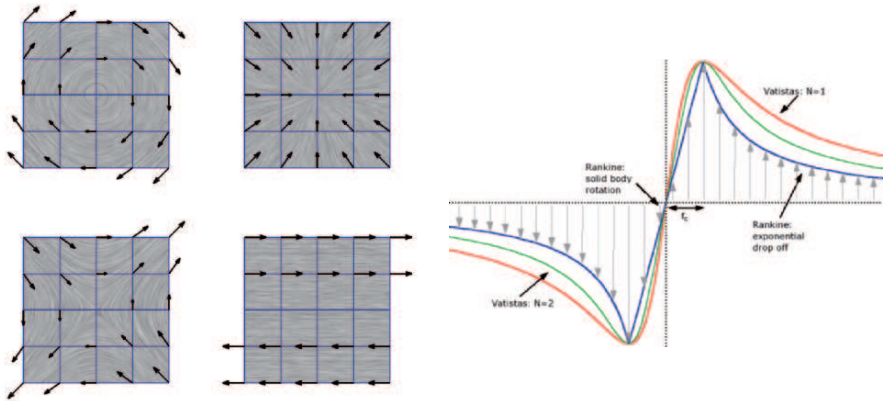 Vatistas: N=1
Rankine:
solid body
rotation
r_c
Rankine:
exponential
drop off
Vatistas: N=2